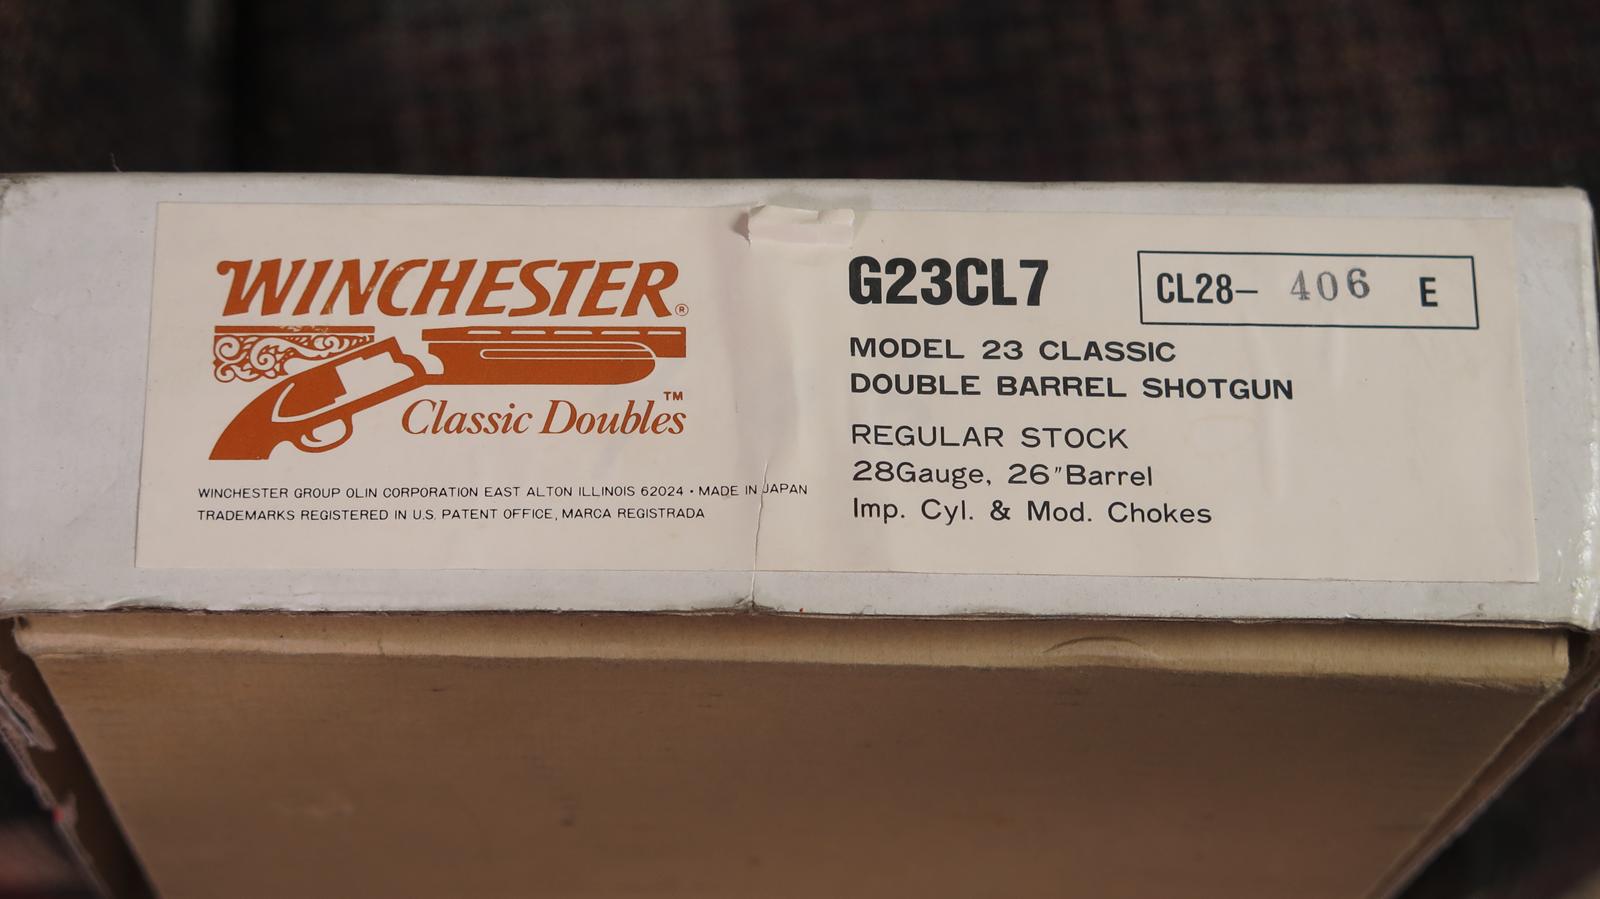 WINCHESTER®
Classic Doubles™
WINCHESTER GROUP OLIN CORPORATION EAST ALTON ILLINOIS 62024 • MADE IN JAPAN
TRADEMARKS REGISTERED IN U.S. PATENT OFFICE, MARCA REGISTRADA
G23CL7
CL28– 406 E
MODEL 23 CLASSIC
DOUBLE BARREL SHOTGUN
REGULAR STOCK
28Gauge, 26"Barrel
Imp. Cyl. & Mod. Chokes